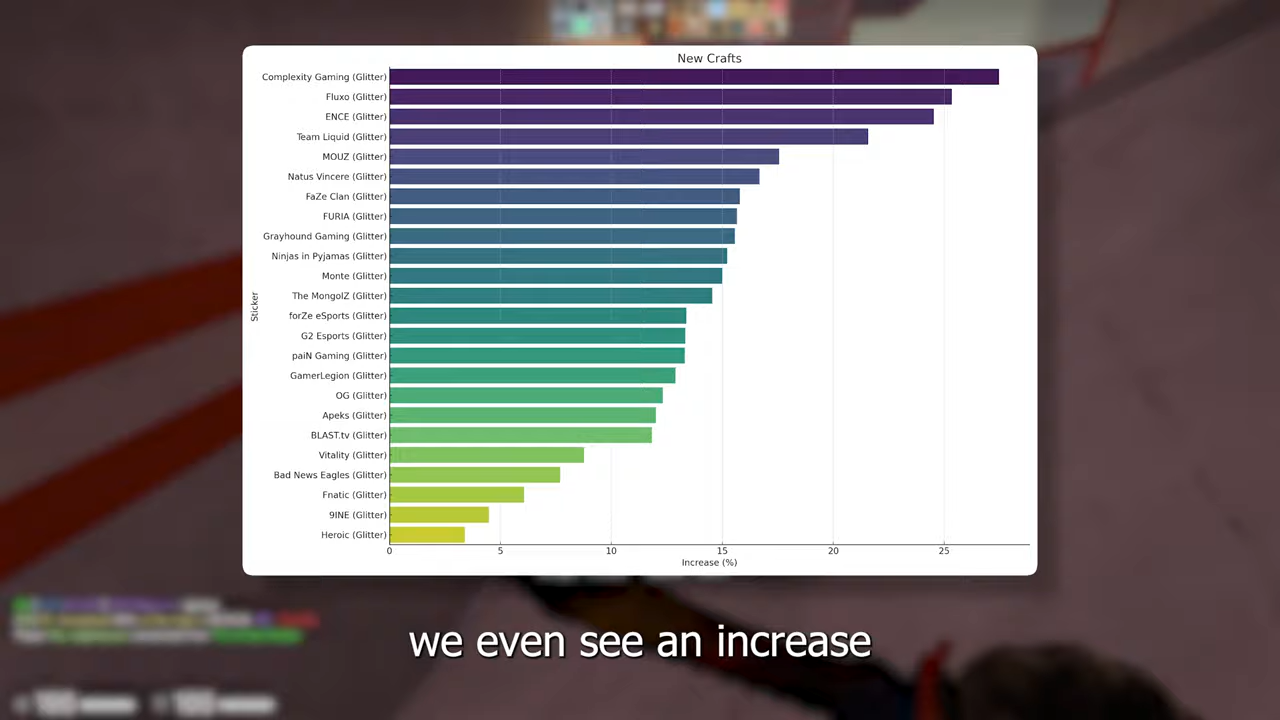 New Crafts
Complexity Gaming (Glitter)
Fluxo (Glitter)
ENCE (Glitter)
Team Liquid (Glitter)
MOUZ (Glitter)
Natus Vincere (Glitter)
FaZe Clan (Glitter)
FURIA (Glitter)
Grayhound Gaming (Glitter)
Ninjas in Pyjamas (Glitter)
Monte (Glitter)
The MongolZ (Glitter)
forZe eSports (Glitter)
G2 Esports (Glitter)
paiN Gaming (Glitter)
GamerLegion (Glitter)
OG (Glitter)
Apeks (Glitter)
BLAST.tv (Glitter)
Vitality (Glitter)
Bad News Eagles (Glitter)
Fnatic (Glitter)
9INE (Glitter)
Heroic (Glitter)
Sticker
0 5 10 15 20 25
Increase (%)
we even see an increase